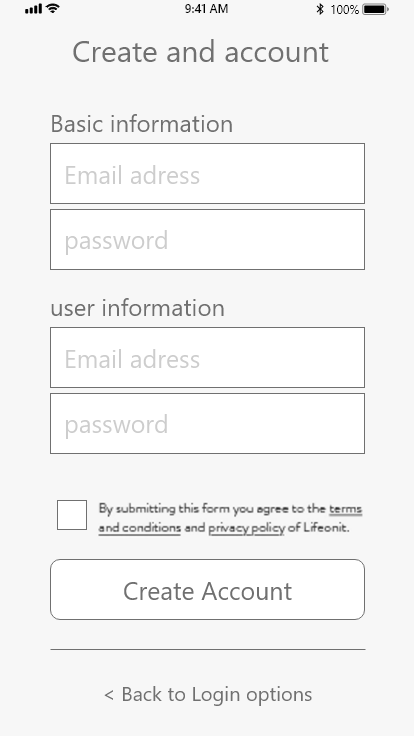 9:41 AM 100%
Create and account
Basic information
Email adress
password
user information
Email adress
password
By submitting this form you agree to the terms
and conditions and privacy policy of Lifeonit.
Create Account
< Back to Login options